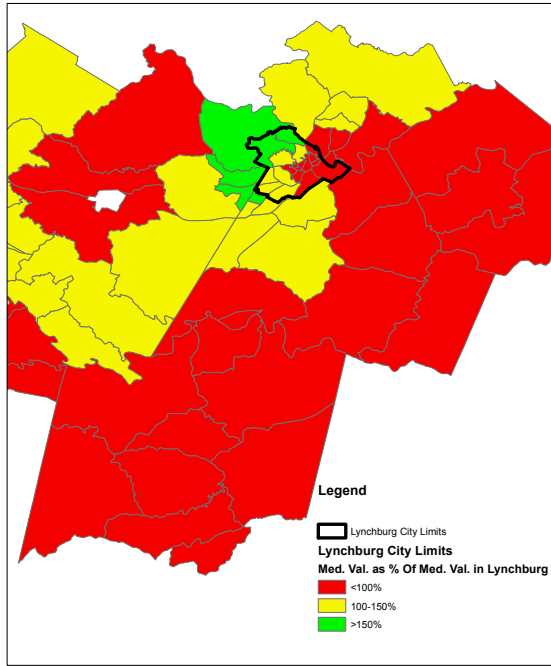 Legend
Lynchburg City Limits
Lynchburg City Limits
Med. Val. as % Of Med. Val. in Lynchburg
<100%
100-150%
>150%